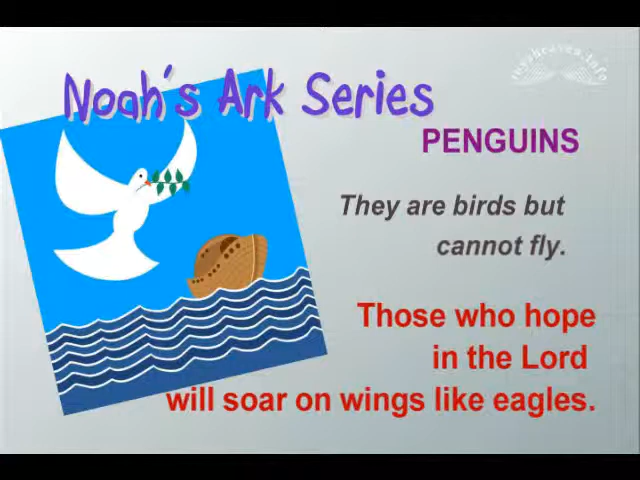 Noah's Ark Series
PENGUINS
They are birds but
cannot fly.
Those who hope
in the Lord
will soar on wings like eagles.